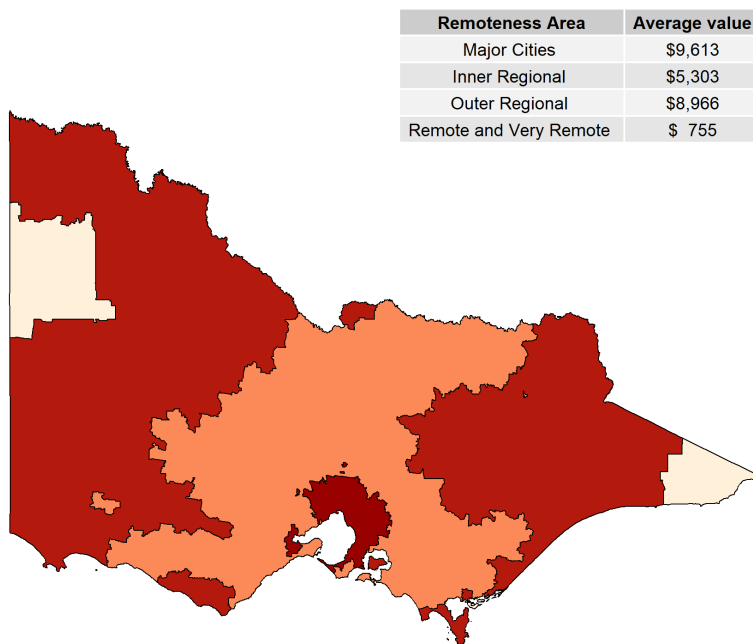 Remoteness Area Average value
Major Cities $9,613
Inner Regional $5,303
Outer Regional $8,966
Remote and Very Remote $ 755